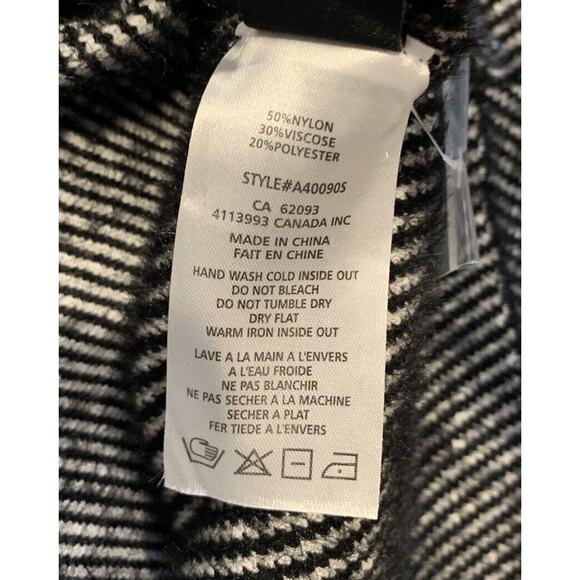 50%NYLON
30%VISCOSE
20%POLYESTER
STYLE#A40090S
CA 62093
4113993 CANADA INC
MADE IN CHINA
FAIT EN CHINE
HAND WASH COLD INSIDE OUT
DO NOT BLEACH
DO NOT TUMBLE DRY
DRY FLAT
WARM IRON INSIDE OUT
LAVE A LA MAIN A L'ENVERS
A L'EAU FROIDE
NE PAS BLANCHIR
NE PAS SECHER A LA MACHINE
SECHER A PLAT
FER TIEDE A L'ENVERS